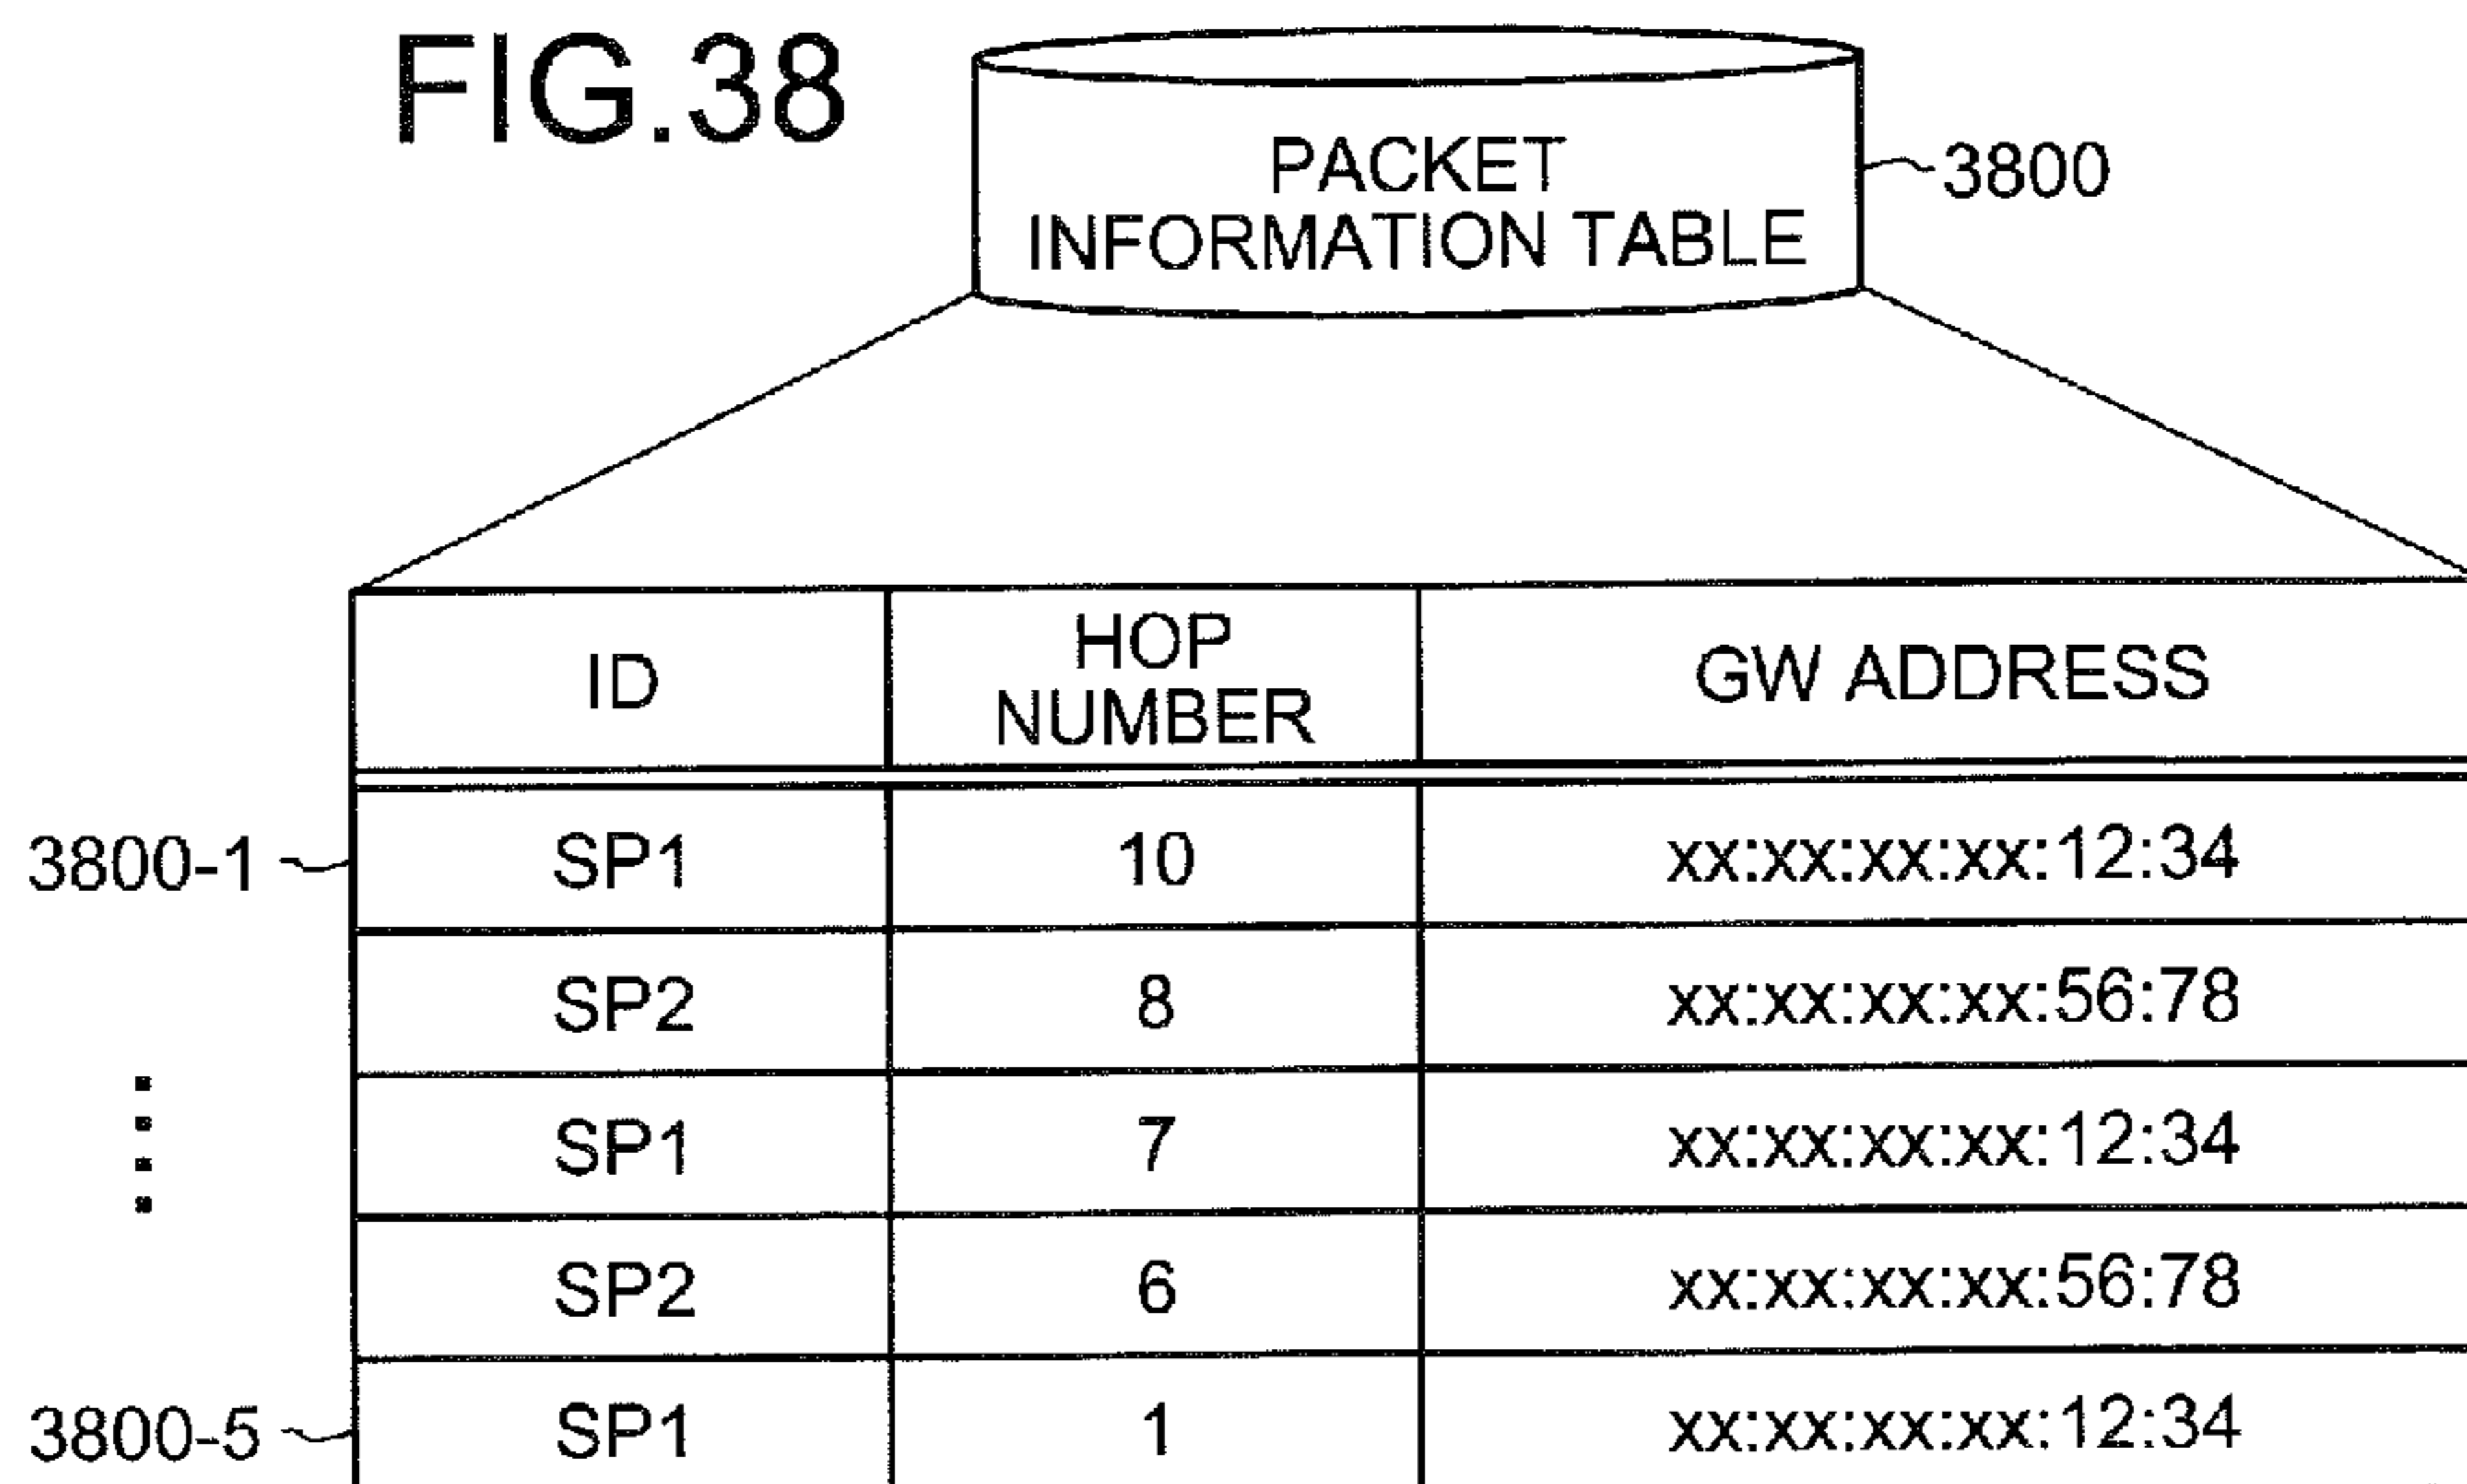 FIG.38
PACKET
INFORMATION TABLE
3800
ID
HOP
NUMBER
GW ADDRESS
3800-1
SP1
10
xx:xx:xx:xx:12:34
SP2
8
xx:xx:xx:xx:56:78
SP1
7
xx:xx:xx:xx:12:34
SP2
6
xx:xx:xx:xx:56:78
3800-5
SP1
1
xx:xx:xx:xx:12:34